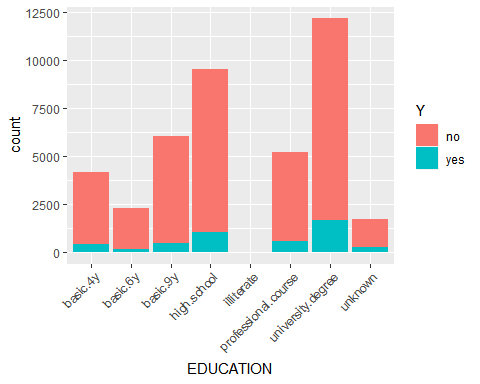 12500
10000
7500
5000
2500
0
count
basic.4y
basic.6y
basic.9y
high.school
illiterate
professional.course
university.degree
unknown
EDUCATION
Y
no
yes